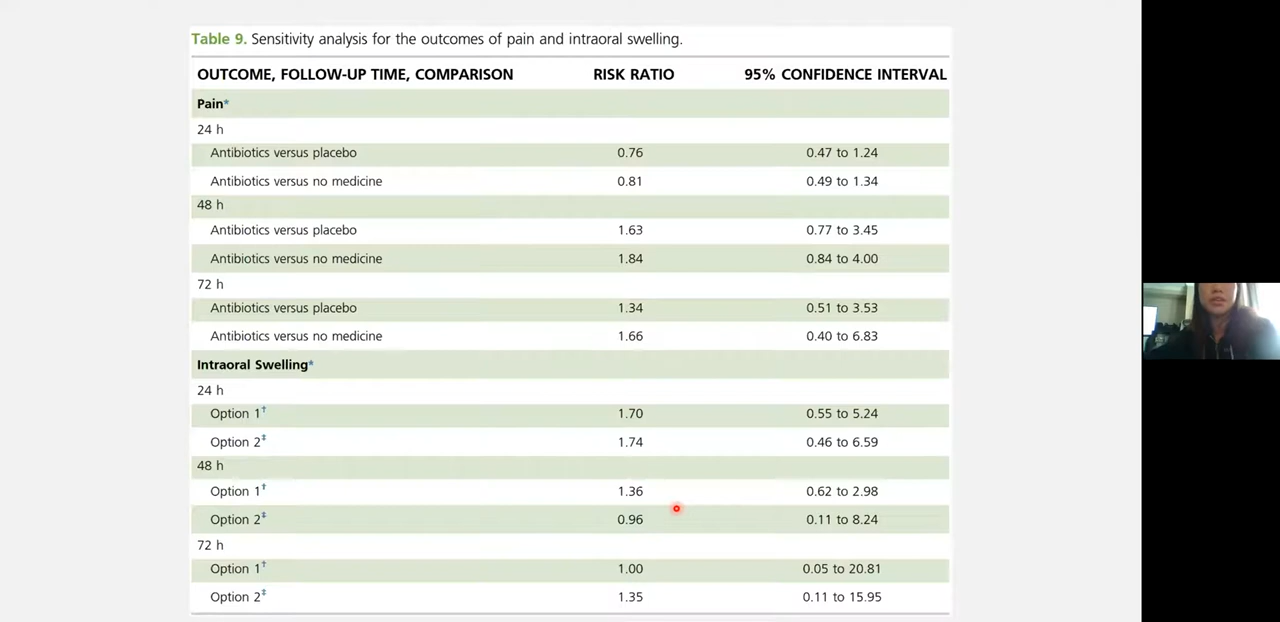 Table 9. Sensitivity analysis for the outcomes of pain and intraoral swelling.
OUTCOME, FOLLOW-UP TIME, COMPARISON RISK RATIO 95% CONFIDENCE INTERVAL
Pain*
24 h
Antibiotics versus placebo 0.76 0.47 to 1.24
Antibiotics versus no medicine 0.81 0.49 to 1.34
48 h
Antibiotics versus placebo 1.63 0.77 to 3.45
Antibiotics versus no medicine 1.84 0.84 to 4.00
72 h
Antibiotics versus placebo 1.34 0.51 to 3.53
Antibiotics versus no medicine 1.66 0.40 to 6.83
Intraoral Swelling*
24 h
Option 1† 1.70 0.55 to 5.24
Option 2‡ 1.74 0.46 to 6.59
48 h
Option 1† 1.36 0.62 to 2.98
Option 2‡ 0.96 0.11 to 8.24
72 h
Option 1† 1.00 0.05 to 20.81
Option 2‡ 1.35 0.11 to 15.95